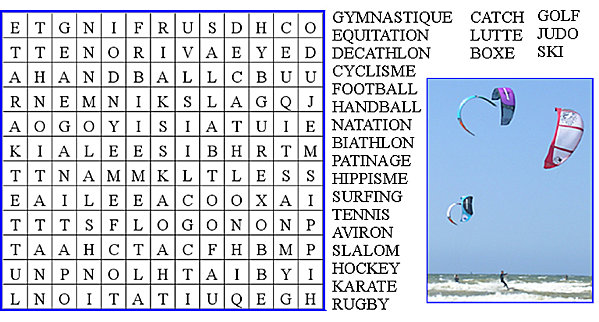 E T G N I F R U S D H C O
T T E N O R I V A E Y E D
A H A N D B A L L C B U U
R N E M N I K S L A G Q J
A O G O Y I S I A T U I E
K I A L E E S I B H R T M
T T N A M M K L T L E S S
E A I L E E A C O O X A I
T T T S F L O G O N O N P
T A A H C T A C F H B M P
U N P N O L H T A I B Y I
L N O I T A T I U Q E G H
GYMNASTIQUE CATCH GOLF
EQUITATION LUTTE JUDO
DECATHLON BOXE SKI
CYCLISME
FOOTBALL
HANDBALL
NATATION
BIATHLON
PATINAGE
HIPPISME
SURFING
TENNIS
AVIRON
SLALOM
HOCKEY
KARATE
RUGBY